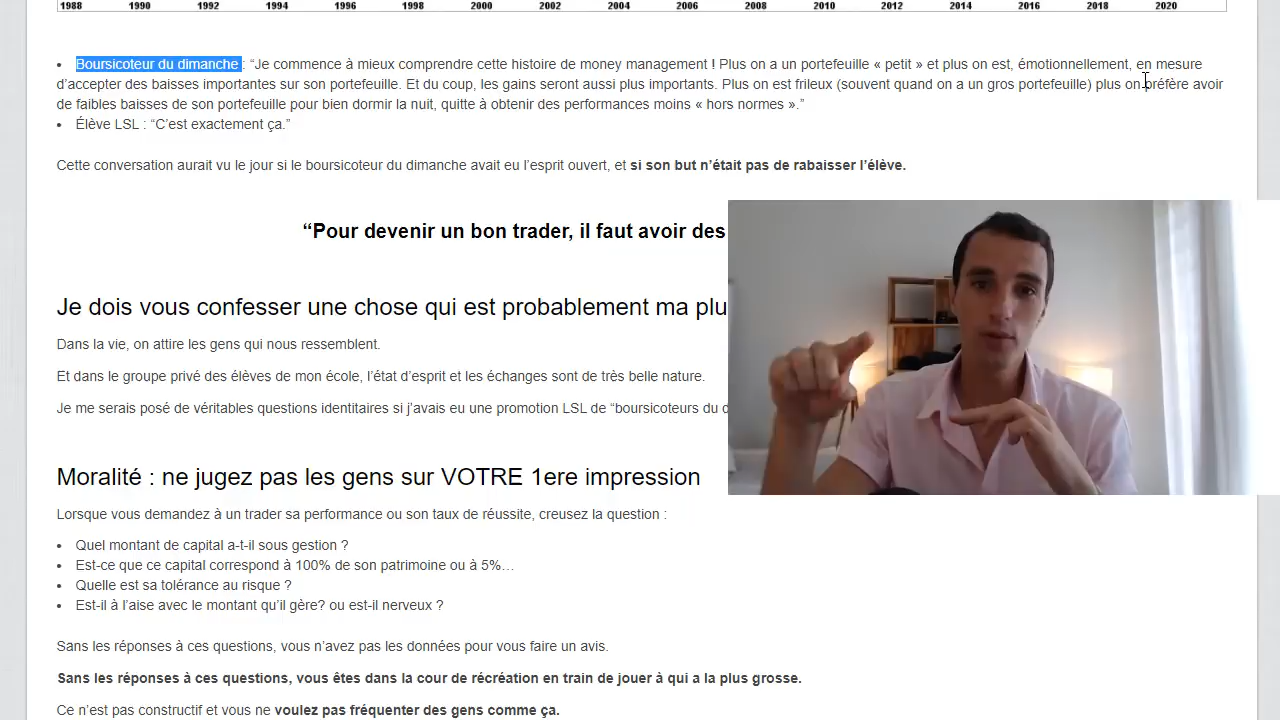 1988 1990 1992 1994 1996 1998 2000 2002 2004 2006 2008 2010 2012 2014 2016 2018 2020
• Boursicoteur du dimanche : “Je commence à mieux comprendre cette histoire de money management ! Plus on a un portefeuille « petit » et plus on est, émotionnellement, en mesure
d’accepter des baisses importantes sur son portefeuille. Et du coup, les gains seront aussi plus importants. Plus on est frileux (souvent quand on a un gros portefeuille) plus on préfère avoir
de faibles baisses de son portefeuille pour bien dormir la nuit, quitte à obtenir des performances moins « hors normes ».”
• Élève LSL : “C’est exactement ça.”
Cette conversation aurait vu le jour si le boursicoteur du dimanche avait eu l’esprit ouvert, et si son but n’était pas de rabaisser l’élève.
“Pour devenir un bon trader, il faut avoir des
Je dois vous confesser une chose qui est probablement ma plu
Dans la vie, on attire les gens qui nous ressemblent.
Et dans le groupe privé des élèves de mon école, l’état d’esprit et les échanges sont de très belle nature.
Je me serais posé de véritables questions identitaires si j’avais eu une promotion LSL de “boursicoteurs du d
Moralité : ne jugez pas les gens sur VOTRE 1ere impression
Lorsque vous demandez à un trader sa performance ou son taux de réussite, creusez la question :
• Quel montant de capital a-t-il sous gestion ?
• Est-ce que ce capital correspond à 100% de son patrimoine ou à 5%…
• Quelle est sa tolérance au risque ?
• Est-il à l’aise avec le montant qu’il gère? ou est-il nerveux ?
Sans les réponses à ces questions, vous n’avez pas les données pour vous faire un avis.
Sans les réponses à ces questions, vous êtes dans la cour de récréation en train de jouer à qui a la plus grosse.
Ce n’est pas constructif et vous ne voulez pas fréquenter des gens comme ça.